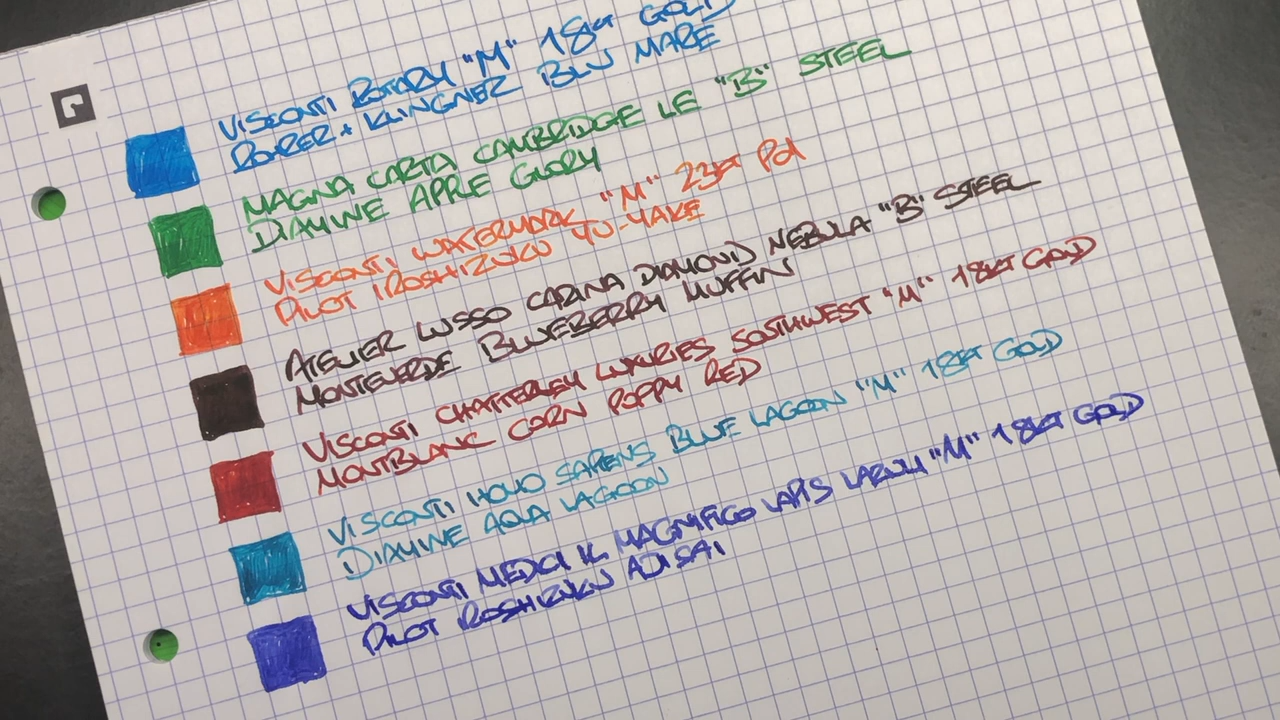 VISCONTI ROTARY "M" 18KT GOLD
ROHRER + KLINGNER BLU MARE
MAGNA CARTA CAMBRIDGE LE "B" STEEL
DIAMINE APPLE GLORY
VISCONTI WATERMARK "M" 23KT Pd
PILOT IROSHIZUKU YU-YAKE
ATELIER LUSSO CARINA DIAMOND NEBULA "B" STEEL
MONTEVERDE BLUEBERRY MUFFIN
VISCONTI CHATTERLEY LUXURIES SOUTHWEST "M" 18KT GOLD
MONTBLANC CORN POPPY RED
VISCONTI HOMO SAPIENS BLUE LAGOON "M" 18KT GOLD
DIAMINE AQUA LAGOON
VISCONTI MEDICI IL MAGNIFICO LAPIS LAZULI "M" 18KT GOLD
PILOT IROSHIZUKU AJISAI